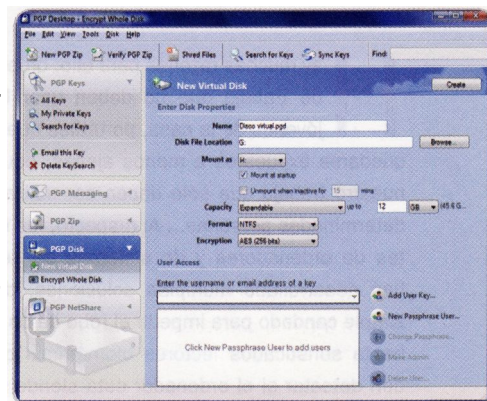 PGP Desktop - Encrypt Whole Disk
File Edit View Tools Disk Help
New PGP Zip Verify PGP Zip Shred Files Search for Keys Sync Keys Find:
PGP Keys
All Keys
My Private Keys
Search for Keys
Email this Key
Delete KeySearch
PGP Messaging
PGP Zip
PGP Disk
New Virtual Disk
Encrypt Whole Disk
PGP NetShare
New Virtual Disk Create
Enter Disk Properties
Name Disco virtual.pgd
Disk File Location G: Browse...
Mount as H:
Mount at startup
Unmount when inactive for 15 mins
Capacity Expandable up to 12 GB (45.6 G...
Format NTFS
Encryption AES (256 bits)
User Access
Enter the username or email address of a key
Add User Key...
New Passphrase User...
Change Passphrase...
Make Admin
Delete User...
Click New Passphrase User to add users